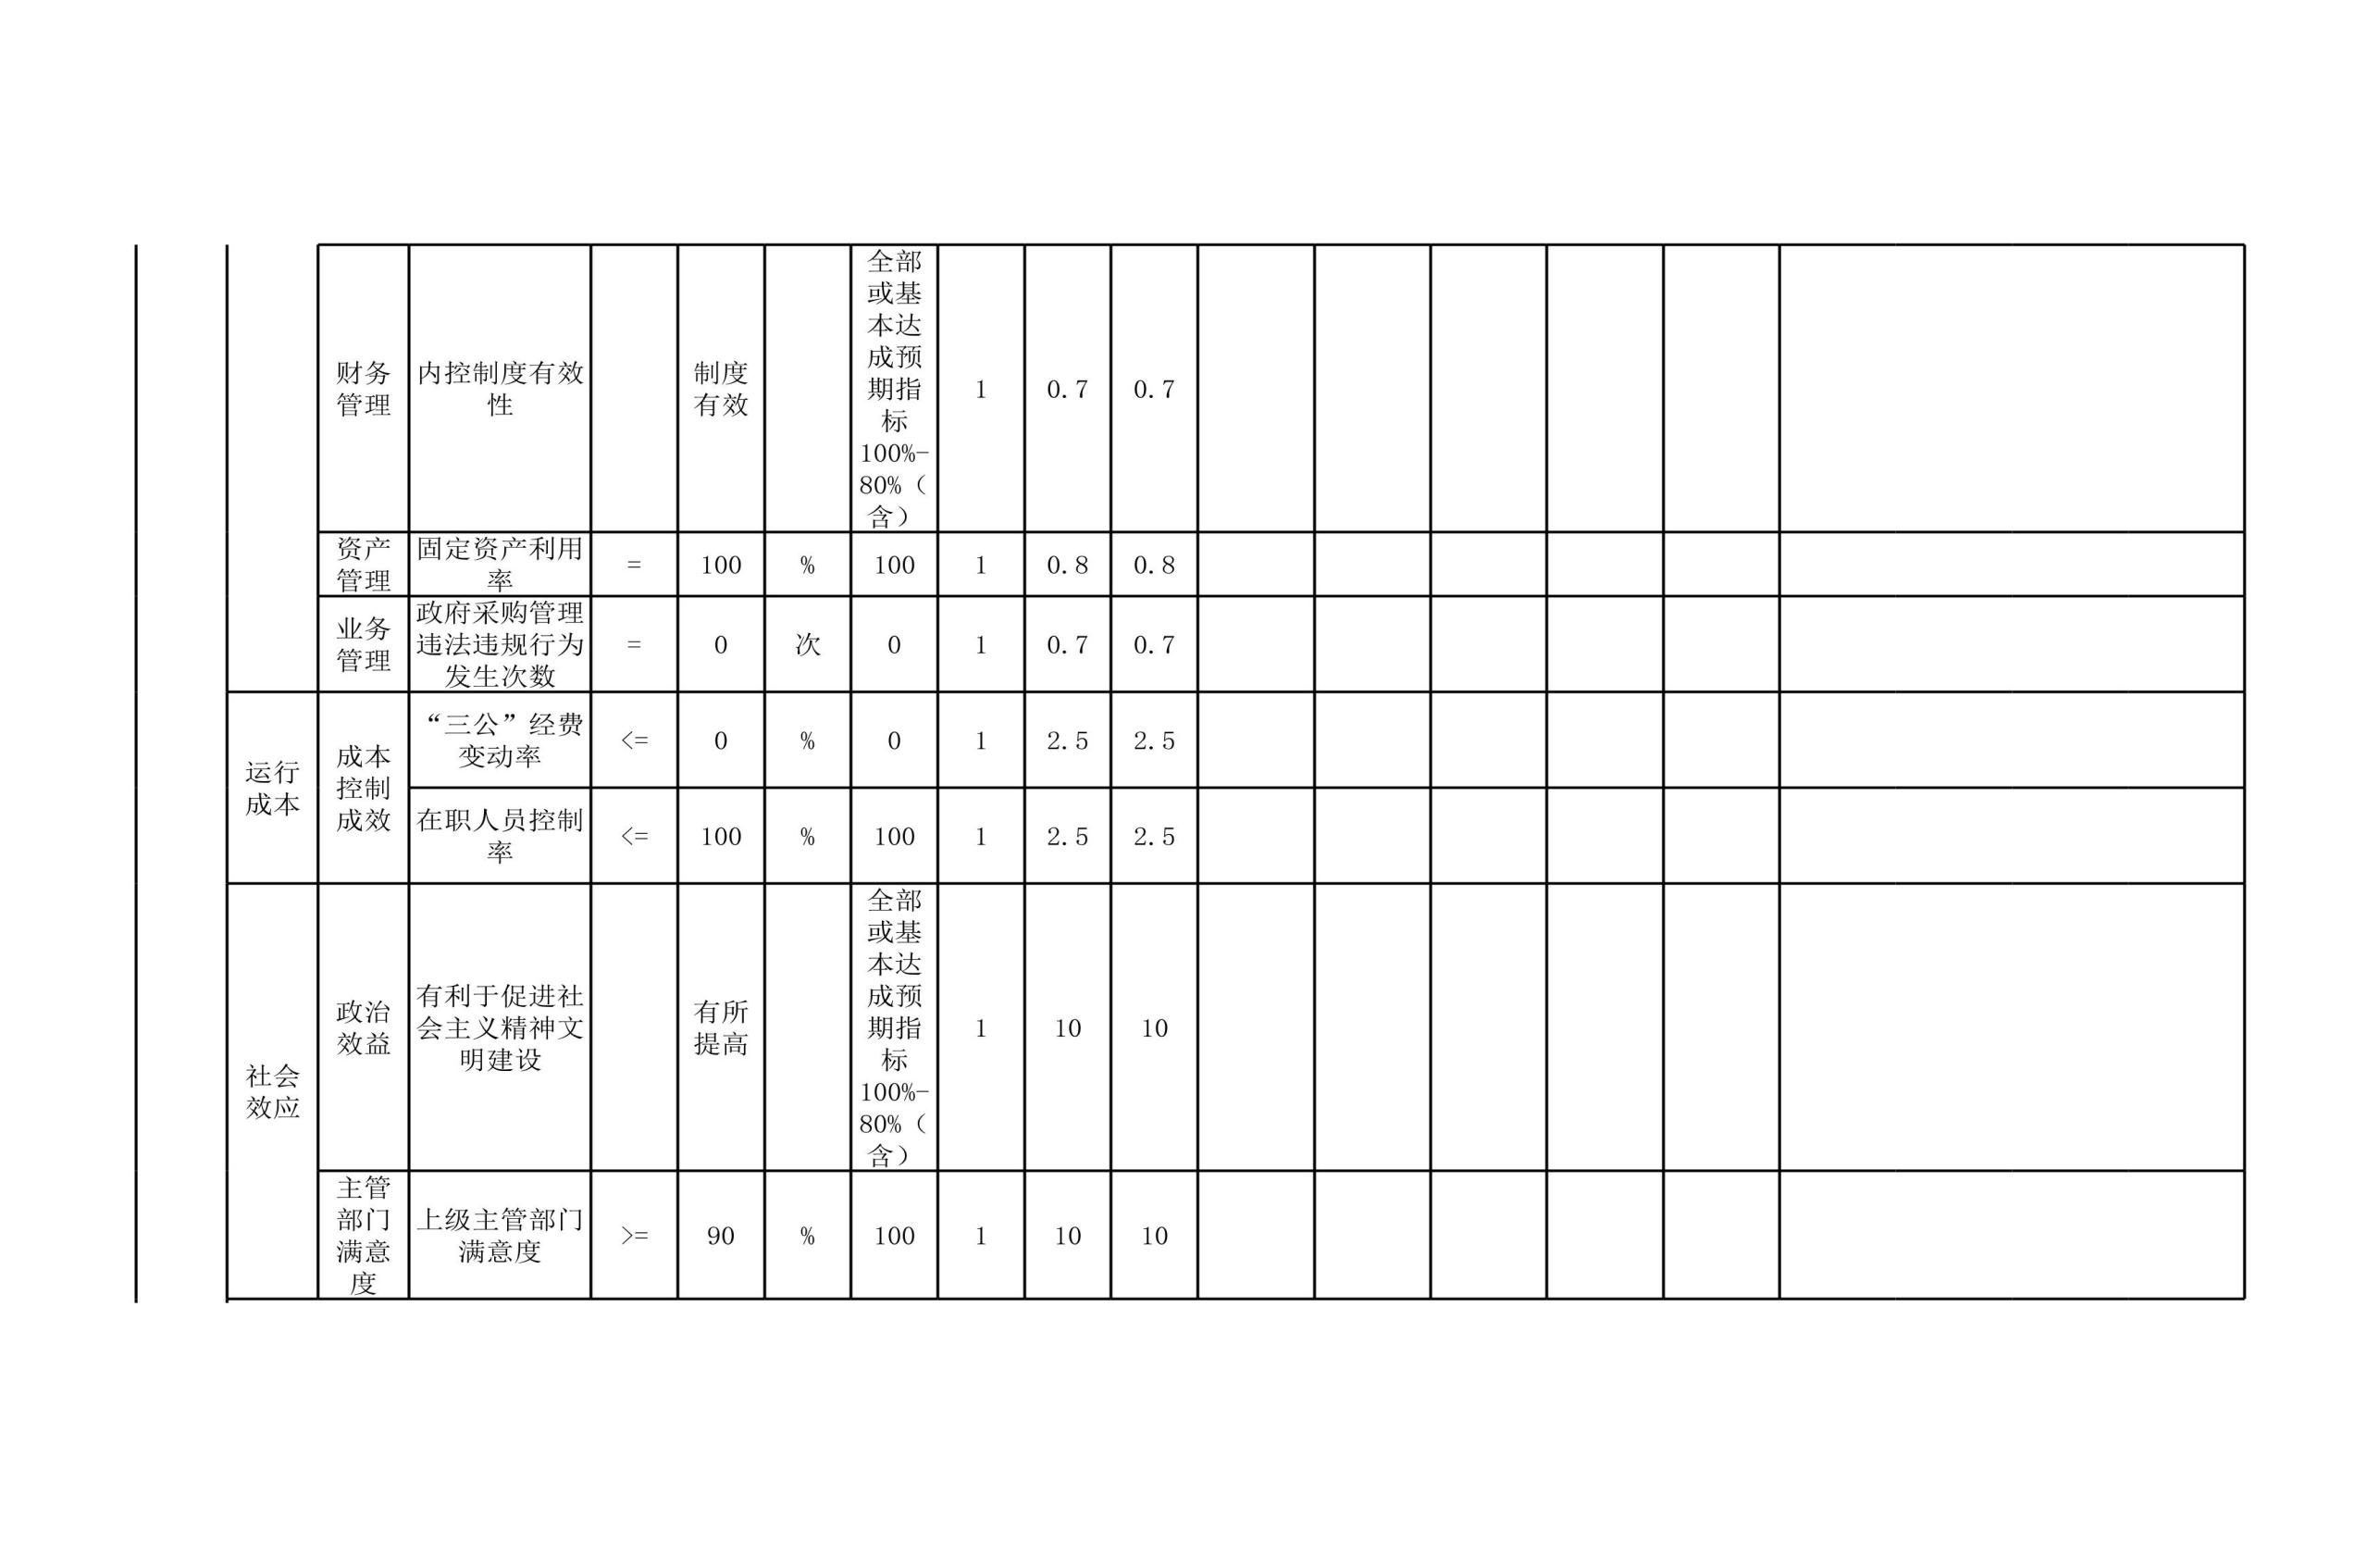 财务
管理
内控制度有效
性
制度
有效
全部
或基
本达
成预
期指
标
100%-
80%（
含）
1
0.7
0.7
资产
管理
固定资产利用
率
=
100
%
100
1
0.8
0.8
业务
管理
政府采购管理
违法违规行为
发生次数
=
0
次
0
1
0.7
0.7
运行
成本
成本
控制
成效
“三公”经费
变动率
<=
0
%
0
1
2.5
2.5
在职人员控制
率
<=
100
%
100
1
2.5
2.5
社会
效应
政治
效益
有利于促进社
会主义精神文
明建设
有所
提高
全部
或基
本达
成预
期指
标
100%-
80%（
含）
1
10
10
主管
部门
满意
度
上级主管部门
满意度
>=
90
%
100
1
10
10